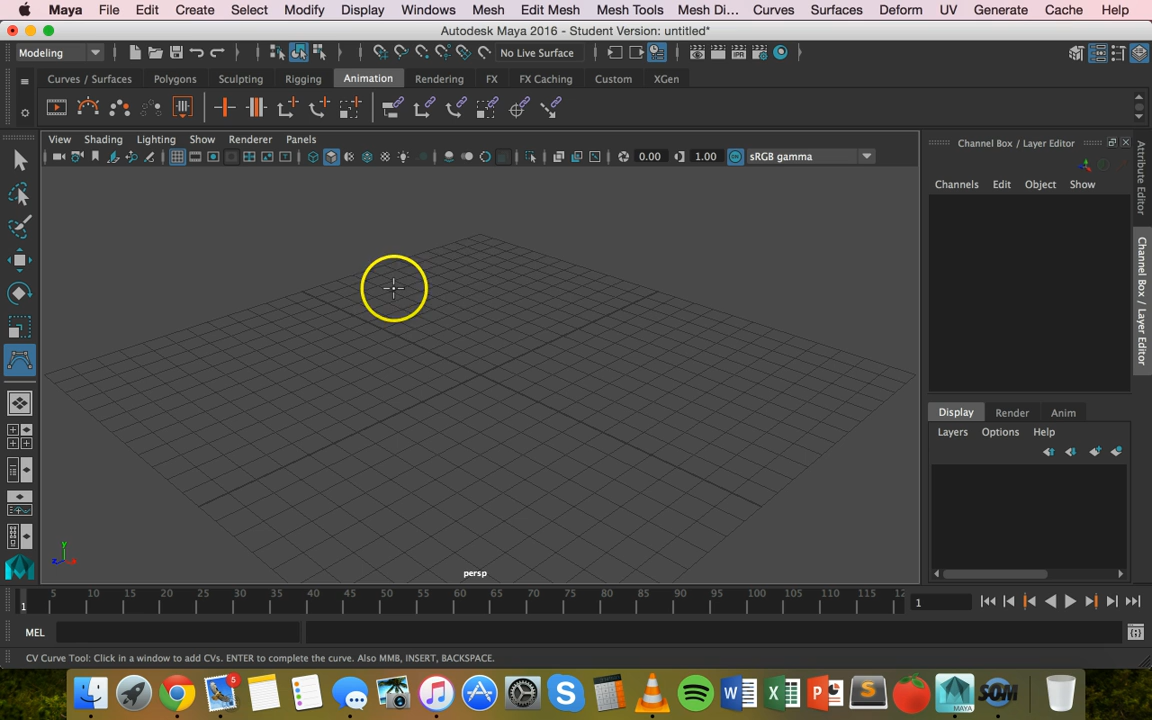 Maya File Edit Create Select Modify Display Windows Mesh Edit Mesh Mesh Tools Mesh Di... Curves Surfaces Deform UV Generate Cache Help
Autodesk Maya 2016 - Student Version: untitled*
Modeling No Live Surface
Curves / Surfaces Polygons Sculpting Rigging Animation Rendering FX FX Caching Custom XGen
View Shading Lighting Show Renderer Panels
Channel Box / Layer Editor
0.00 1.00 ON sRGB gamma
Channels Edit Object Show
Attribute Editor
Channel Box / Layer Editor
Display Render Anim
Layers Options Help
y
z x
persp
5 10 15 20 25 30 35 40 45 50 55 60 65 70 75 80 85 90 95 100 105 110 115 12
1 1
MEL
CV Curve Tool: Click in a window to add CVs. ENTER to complete the curve. Also MMB, INSERT, BACKSPACE.
5 W X P S MAYA SOM